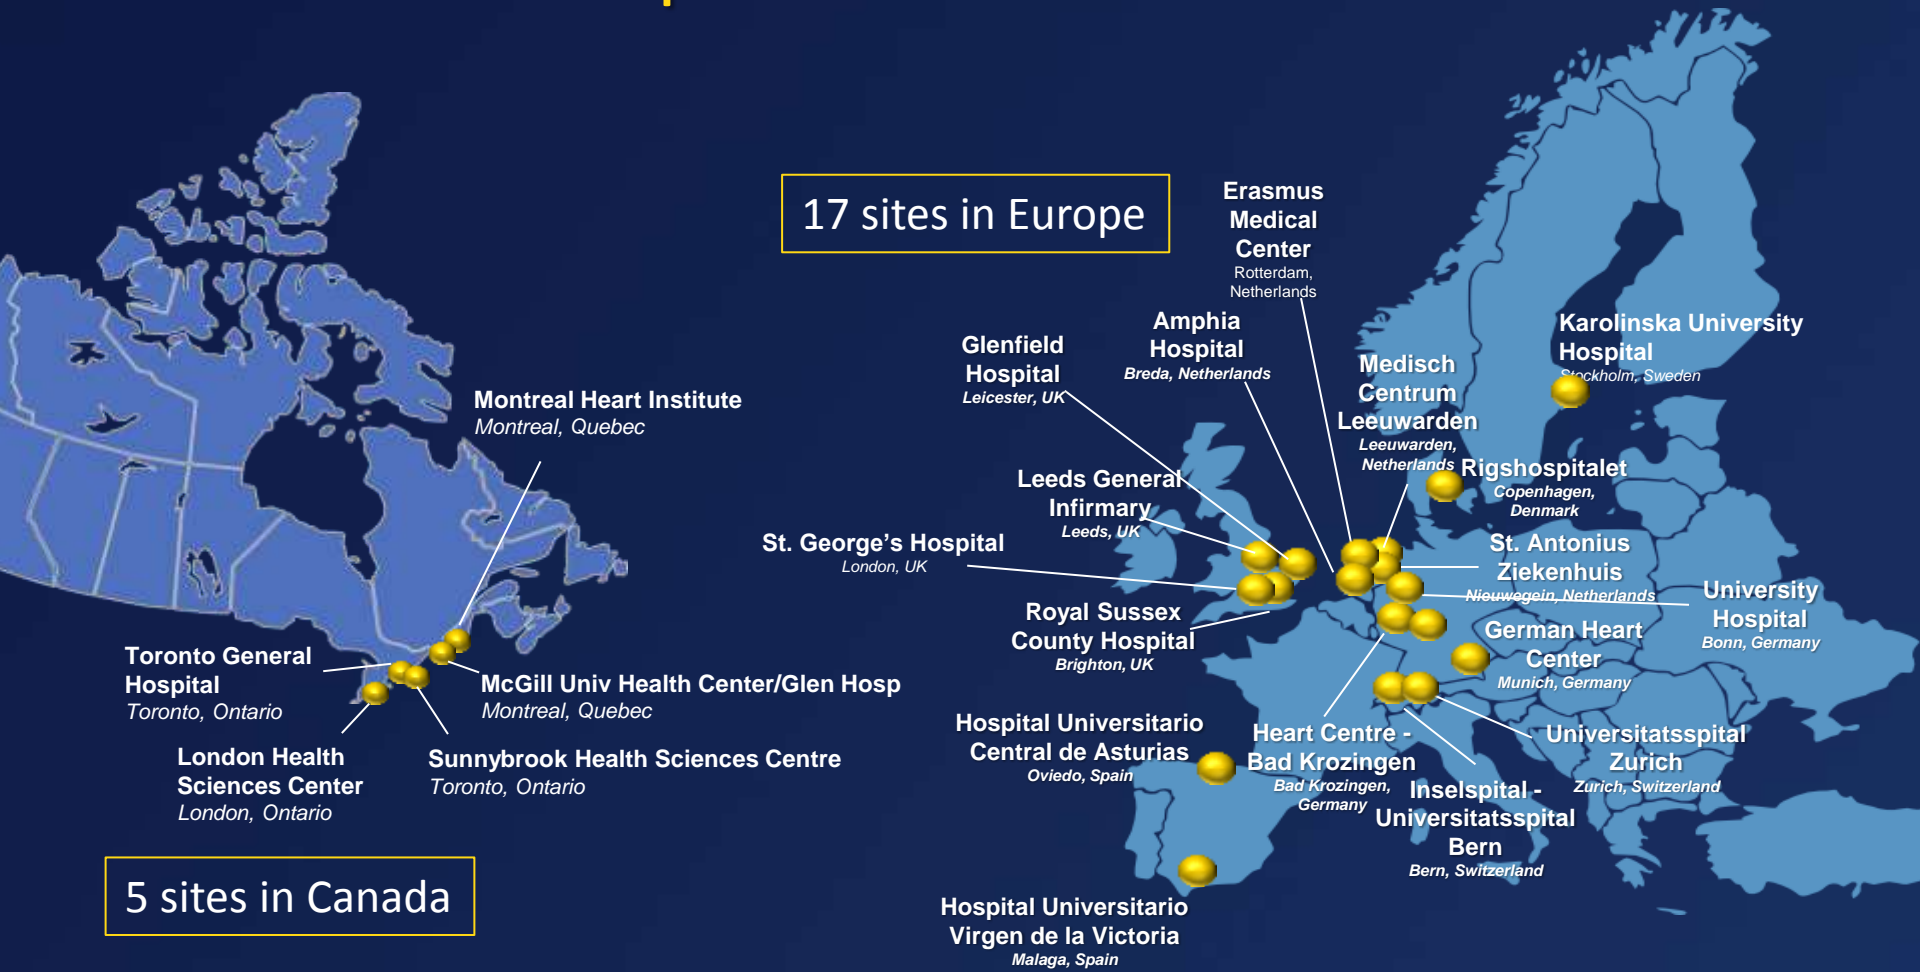 17 sites in Europe
Erasmus
Medical
Center
Rotterdam,
Netherlands
Amphia
Hospital
Breda, Netherlands
Glenfield
Hospital
Leicester, UK
Medisch
Centrum
Leeuwarden
Leeuwarden,
Netherlands
Karolinska University
Hospital
Stockholm, Sweden
Rigshospitalet
Copenhagen,
Denmark
Leeds General
Infirmary
Leeds, UK
St. George's Hospital
London, UK
St. Antonius
Ziekenhuis
Nieuwegein, Netherlands
University
Hospital
Bonn, Germany
Royal Sussex
County Hospital
Brighton, UK
German Heart
Center
Munich, Germany
Hospital Universitario
Central de Asturias
Oviedo, Spain
Heart Centre -
Bad Krozingen
Bad Krozingen,
Germany
Universitatsspital
Zurich
Zurich, Switzerland
Inselspital -
Universitatsspital
Bern
Bern, Switzerland
Hospital Universitario
Virgen de la Victoria
Malaga, Spain
Montreal Heart Institute
Montreal, Quebec
Toronto General
Hospital
Toronto, Ontario
McGill Univ Health Center/Glen Hosp
Montreal, Quebec
London Health
Sciences Center
London, Ontario
Sunnybrook Health Sciences Centre
Toronto, Ontario
5 sites in Canada